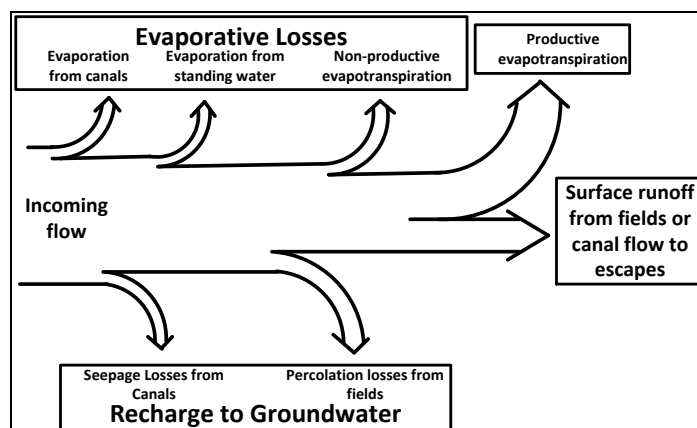 Evaporative Losses
Evaporation
from canals
Evaporation from
standing water
Non-productive
evapotranspiration
Productive
evapotranspiration
Incoming
flow
Surface runoff
from fields or
canal flow to
escapes
Seepage Losses from
Canals
Percolation losses from
fields
Recharge to Groundwater